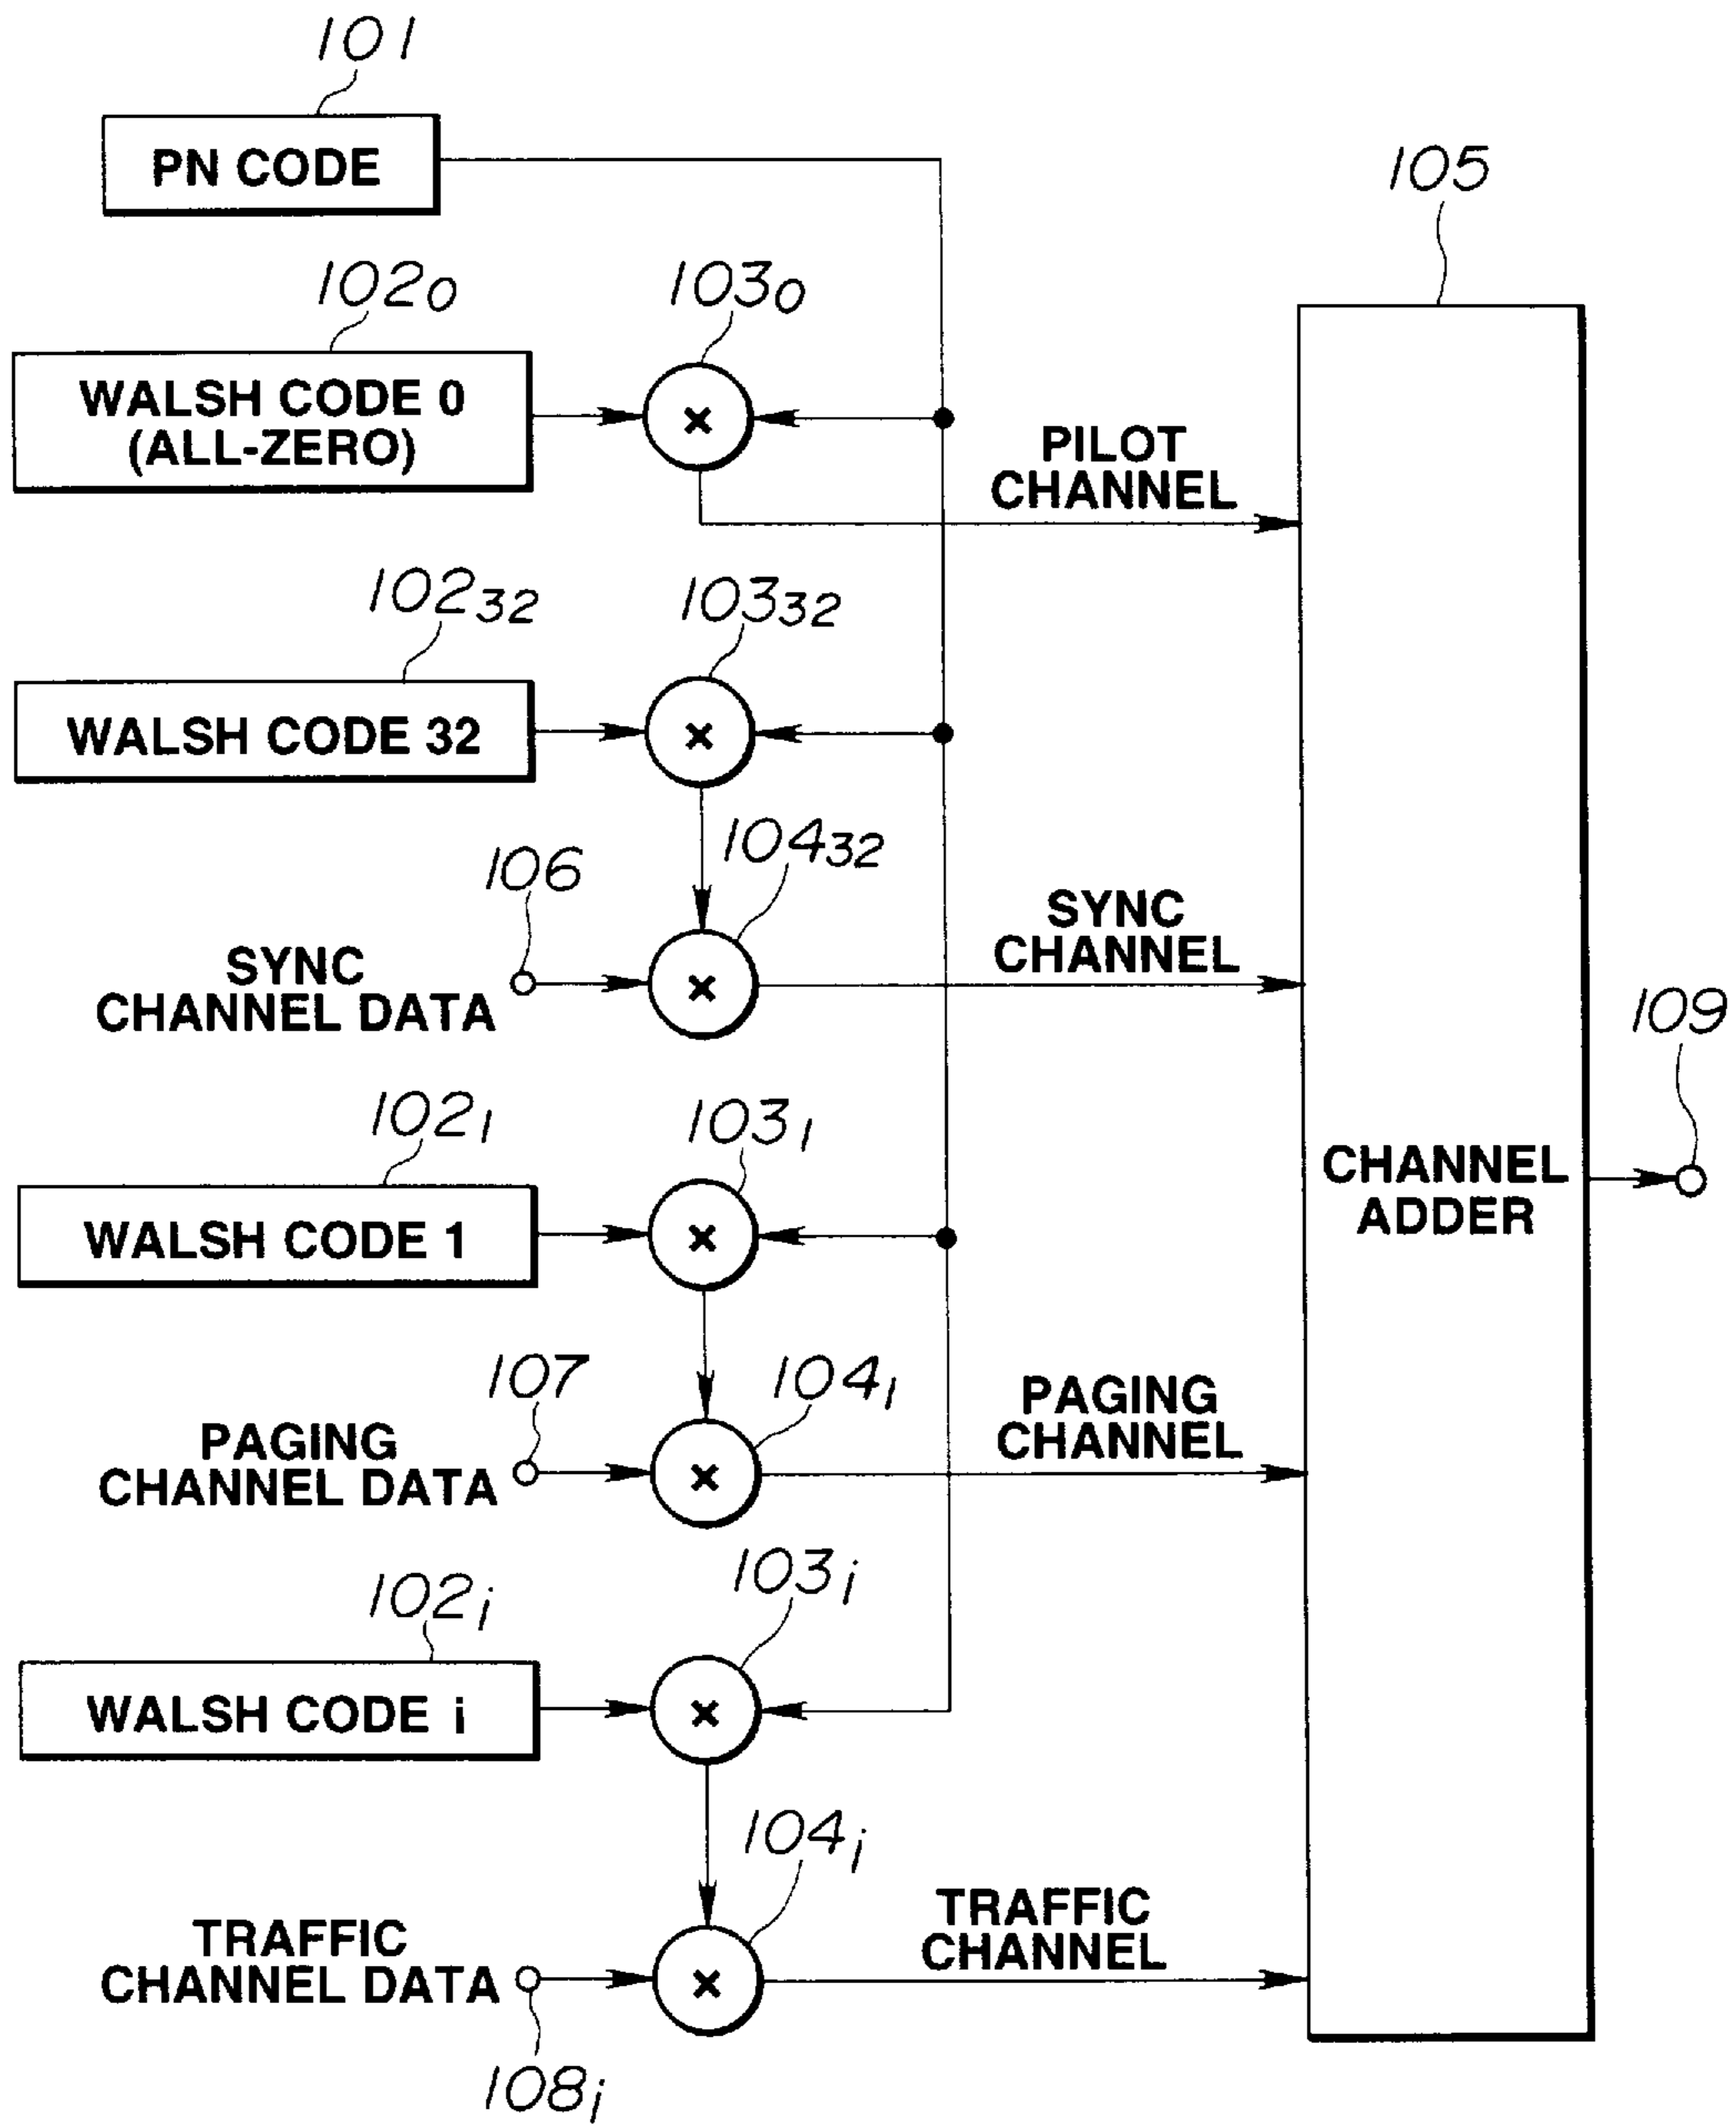 101
PN CODE
105
102₀
103₀
WALSH CODE 0
(ALL-ZERO)
×
PILOT
CHANNEL
102₃₂
103₃₂
WALSH CODE 32
×
104₃₂
106
SYNC
CHANNEL DATA
×
SYNC
CHANNEL
109
102₁
103₁
WALSH CODE 1
×
CHANNEL
ADDER
107
104₁
PAGING
CHANNEL DATA
×
PAGING
CHANNEL
102ᵢ
103ᵢ
WALSH CODE i
×
104ᵢ
TRAFFIC
CHANNEL DATA
×
TRAFFIC
CHANNEL
108ᵢ